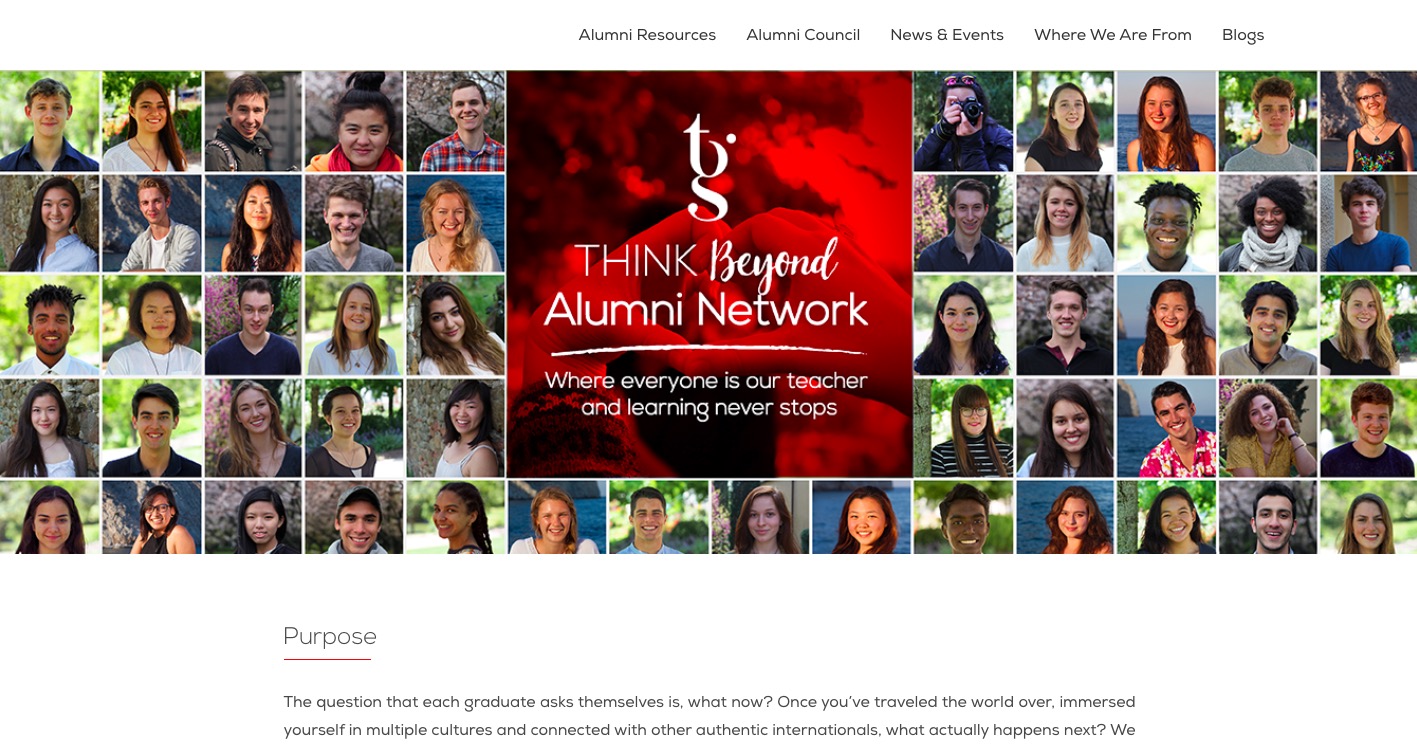 Alumni Resources Alumni Council News & Events Where We Are From Blogs
tgs
THINK Beyond
Alumni Network
Where everyone is our teacher
and learning never stops
Purpose
The question that each graduate asks themselves is, what now? Once you’ve traveled the world over, immersed
yourself in multiple cultures and connected with other authentic internationals, what actually happens next? We